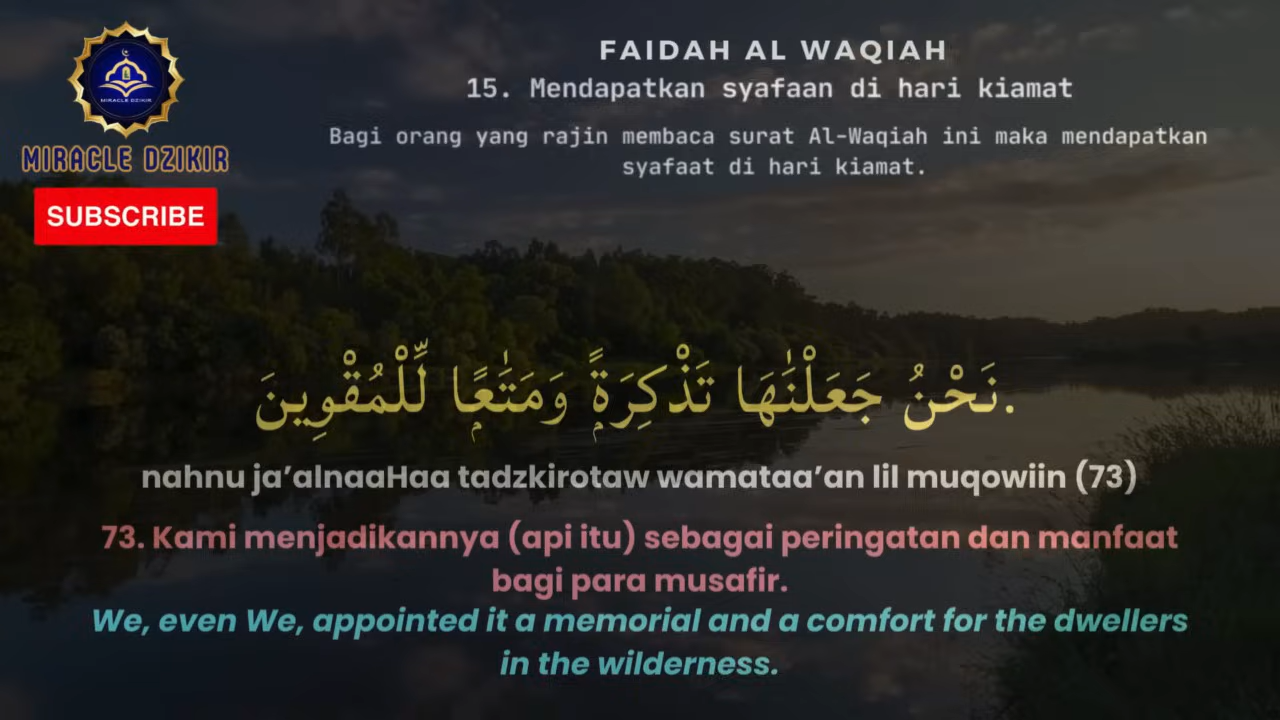 MIRACLE DZIKIR
MIRACLE DZIKIR
SUBSCRIBE
FAIDAH AL WAQIAH
15. Mendapatkan syafaan di hari kiamat
Bagi orang yang rajin membaca surat Al-Waqiah ini maka mendapatkan
syafaat di hari kiamat.
نَحْنُ جَعَلْنَٰهَا تَذْكِرَةًۭ وَمَتَٰعًۭا لِّلْمُقْوِينَ.
nahnu ja’alnaaHaa tadzkirotaw wamataa’an lil muqowiin (73)
73. Kami menjadikannya (api itu) sebagai peringatan dan manfaat
bagi para musafir.
We, even We, appointed it a memorial and a comfort for the dwellers
in the wilderness.